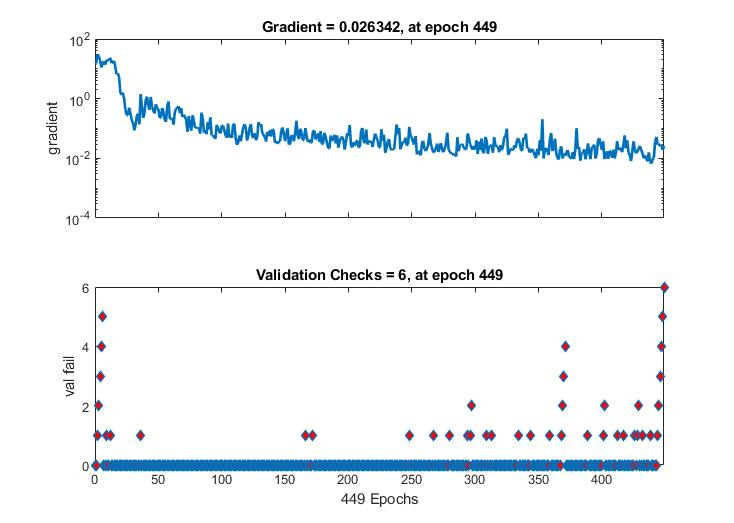 Gradient = 0.026342, at epoch 449
10^2
10^0
10^-2
10^-4
gradient
Validation Checks = 6, at epoch 449
6
4
2
0
val fail
0 50 100 150 200 250 300 350 400
449 Epochs